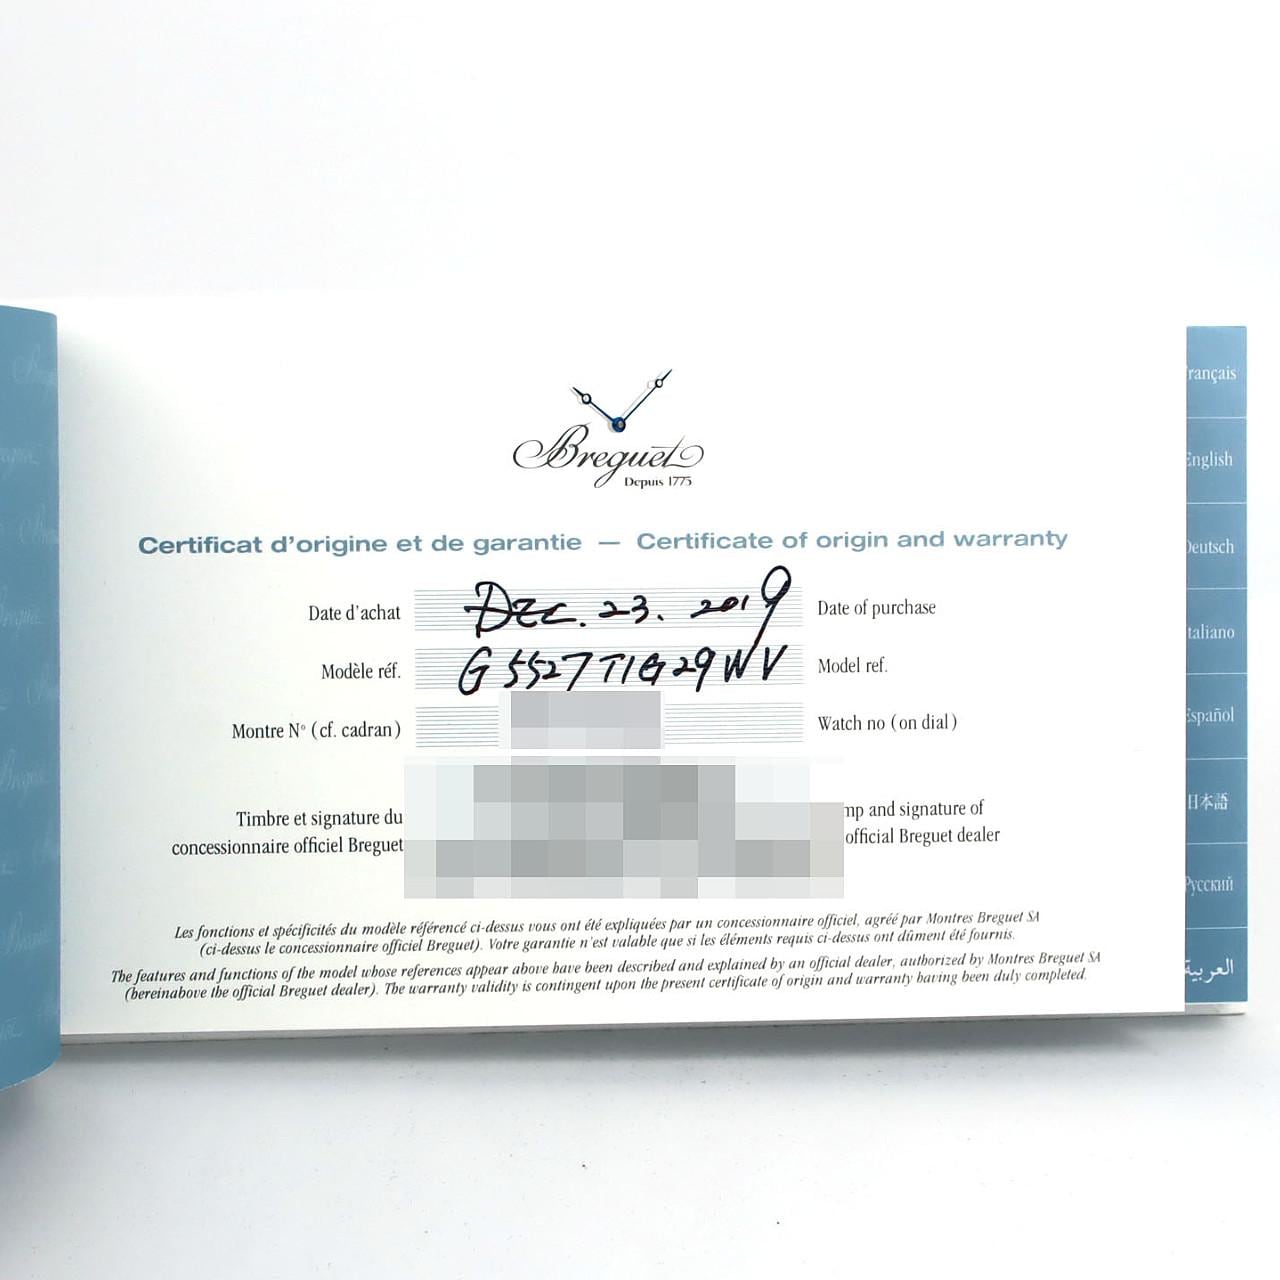 Breguet
Depuis 1775
Certificat d'origine et de garantie — Certificate of origin and warranty
Date d'achat Dec. 23. 2019 Date of purchase
Modèle réf. G 5527TIG29WV Model ref.
Montre N° (cf. cadran) Watch no (on dial)
Timbre et signature du mp and signature of
concessionnaire officiel Breguet official Breguet dealer
Les fonctions et spécificités du modèle référencé ci-dessus vous ont été expliquées par un concessionnaire officiel, agréé par Montres Breguet SA
(ci-dessus le concessionnaire officiel Breguet). Votre garantie n'est valable que si les éléments requis ci-dessus ont dûment été fournis.
The features and functions of the model whose references appear above have been described and explained by an official dealer, authorized by Montres Breguet SA
(hereinabove the official Breguet dealer). The warranty validity is contingent upon the present certificate of origin and warranty having been duly completed.
rançais
English
Deutsch
taliano
Español
日本語
Русский
العربية